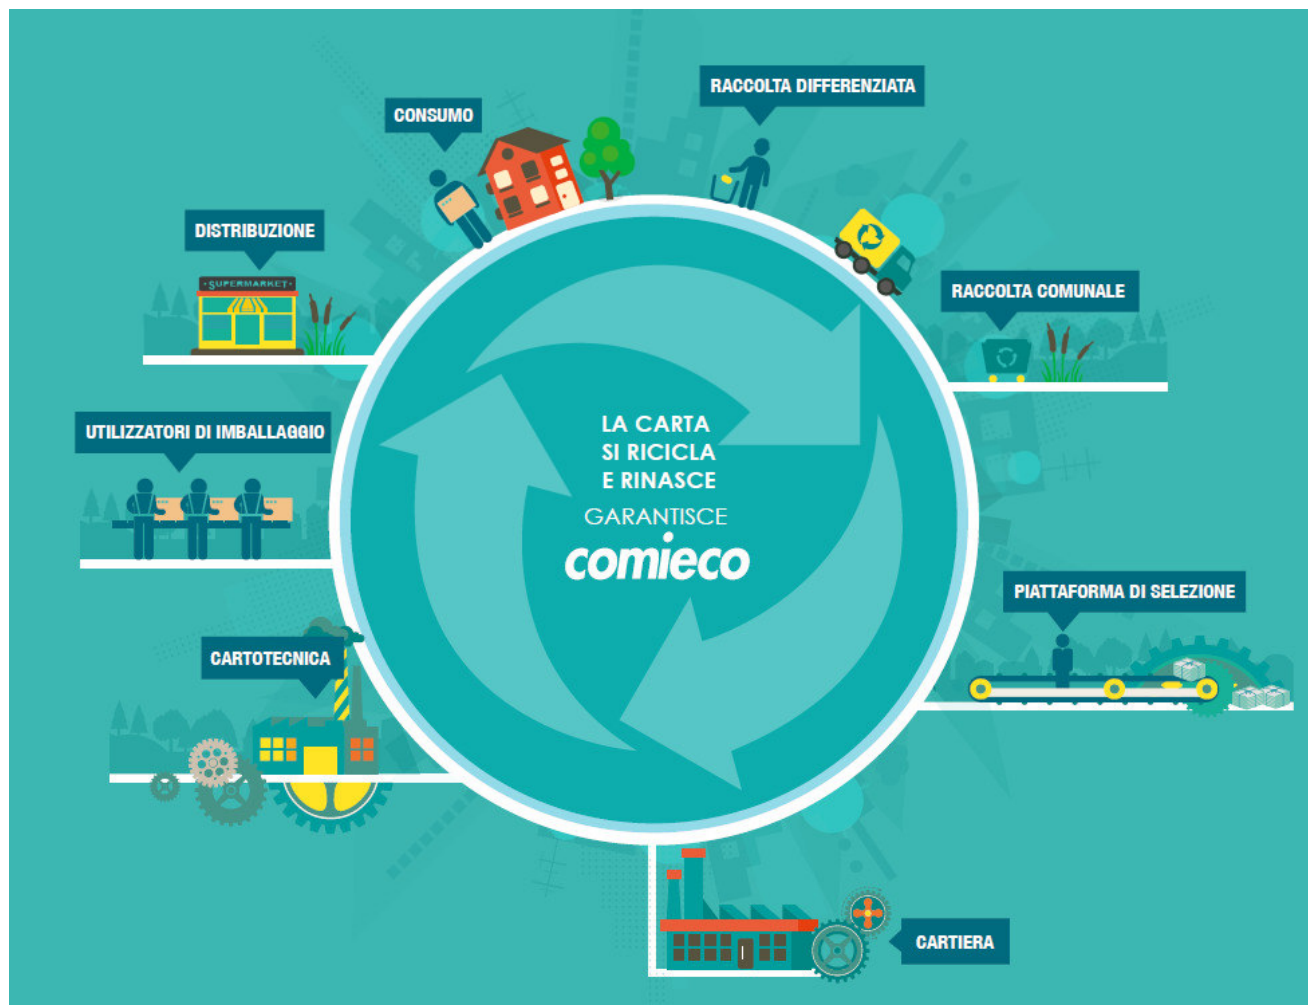 RACCOLTA DIFFERENZIATA
CONSUMO
DISTRIBUZIONE
·SUPERMARKET·
RACCOLTA COMUNALE
UTILIZZATORI DI IMBALLAGGIO
LA CARTA
SI RICICLA
E RINASCE
GARANTISCE
comieco
PIATTAFORMA DI SELEZIONE
CARTOTECNICA
CARTIERA